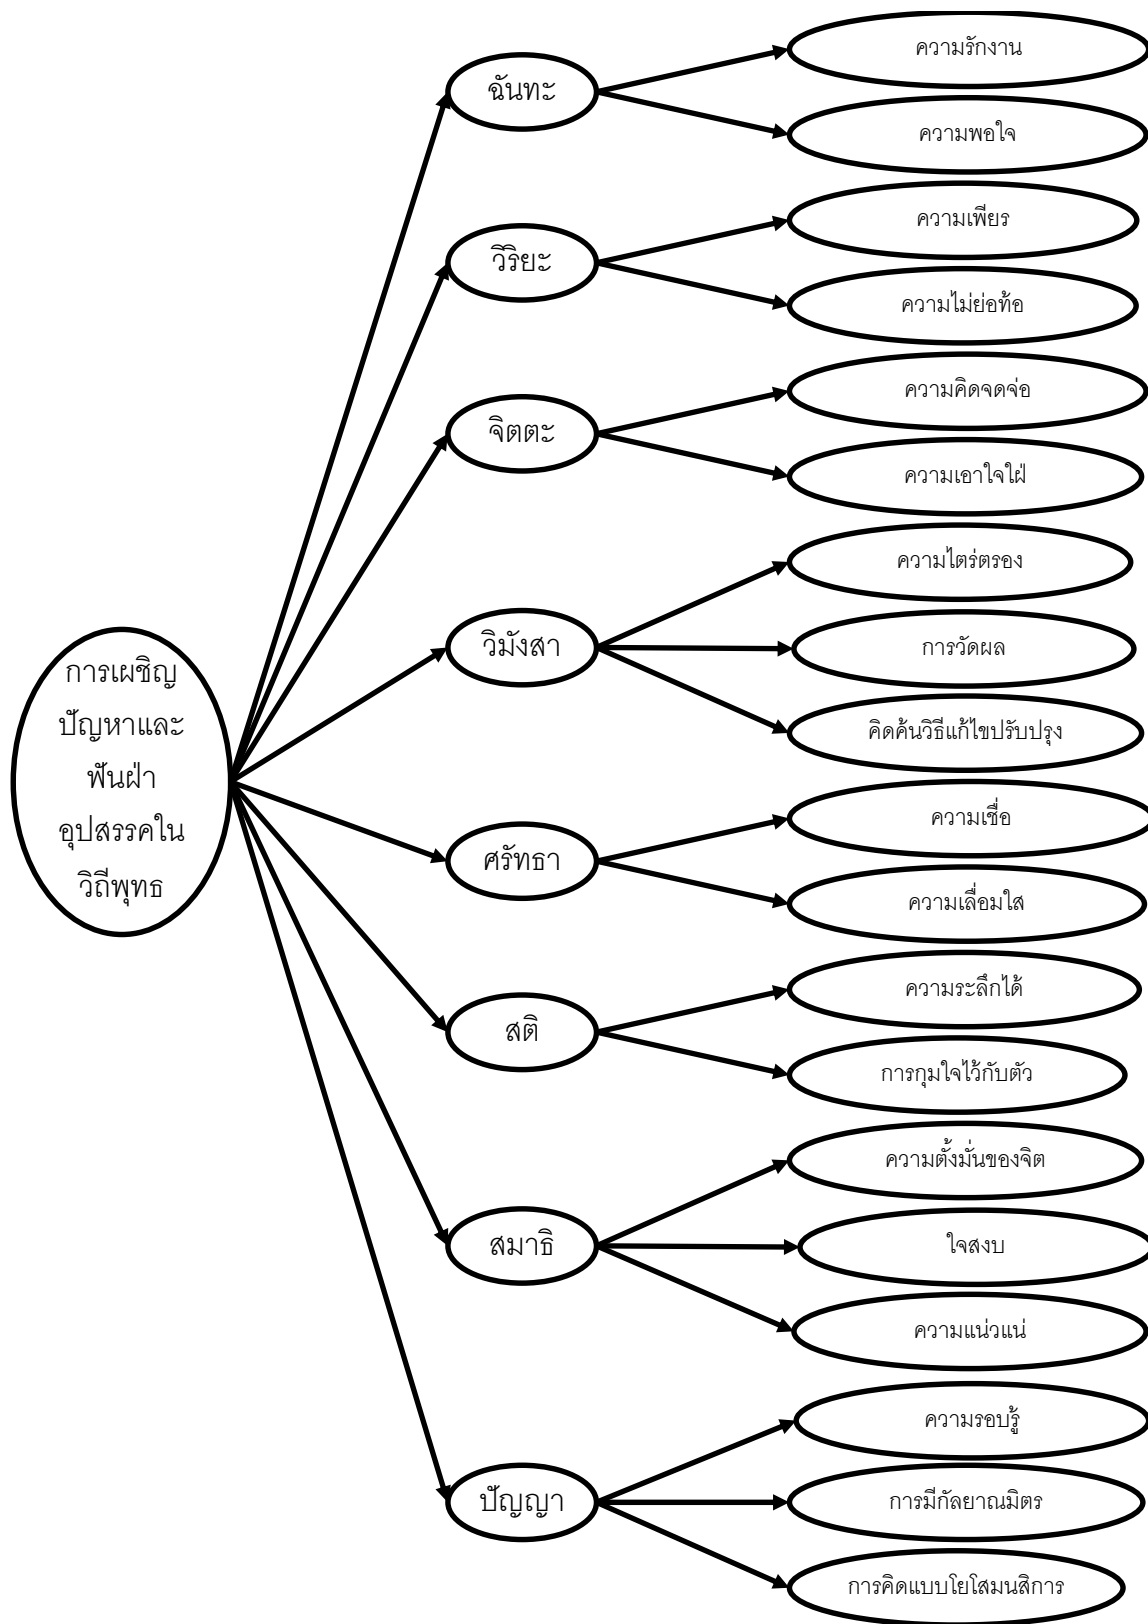 การเผชิญ
ปัญหาและ
ฟันฝ่า
อุปสรรคใน
วิถีพุทธ
ฉันทะ
ความรักงาน
ความพอใจ
วิริยะ
ความเพียร
ความไม่ย่อท้อ
จิตตะ
ความคิดจดจ่อ
ความเอาใจใฝ่
วิมังสา
ความไตร่ตรอง
การวัดผล
คิดค้นวิธีแก้ไขปรับปรุง
ศรัทธา
ความเชื่อ
ความเลื่อมใส
สติ
ความระลึกได้
การกุมใจไว้กับตัว
สมาธิ
ความตั้งมั่นของจิต
ใจสงบ
ความแน่วแน่
ปัญญา
ความรอบรู้
การมีกัลยาณมิตร
การคิดแบบโยโสมนสิการ